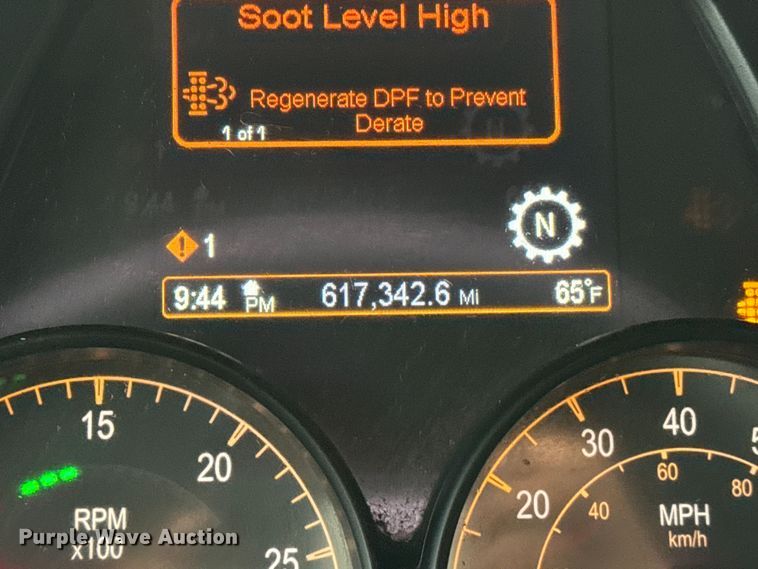 Soot Level High
Regenerate DPF to Prevent
Derate
1 of 1
1
N
9:44 PM 617,342.6 Mi 65°F
15
20
25
RPM
x100
20
30
40
40
60
80
MPH
km/h
Purple Wave Auction